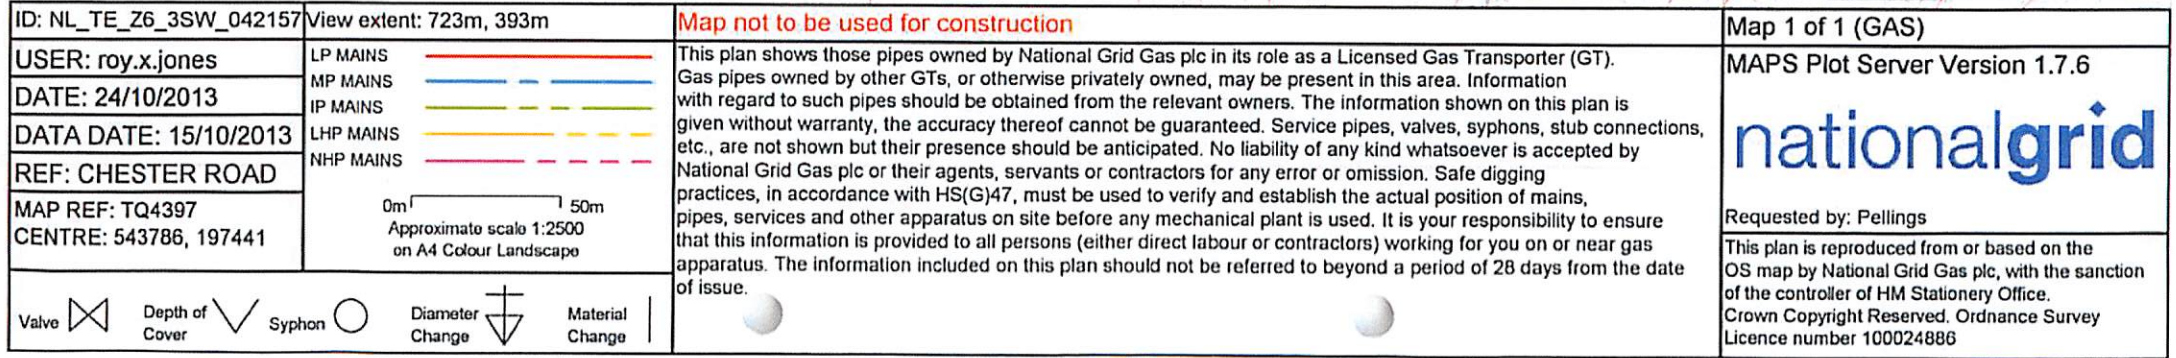 ID: NL_TE_Z6_3SW_042157
View extent: 723m, 393m
USER: roy.x.jones
DATE: 24/10/2013
DATA DATE: 15/10/2013
REF: CHESTER ROAD
MAP REF: TQ4397
CENTRE: 543786, 197441
LP MAINS
MP MAINS
IP MAINS
LHP MAINS
NHP MAINS
0m 50m
Approximate scale 1:2500
on A4 Colour Landscape
Valve
Depth of
Cover
Syphon
Diameter
Change
Material
Change
Map not to be used for construction
This plan shows those pipes owned by National Grid Gas plc in its role as a Licensed Gas Transporter (GT).
Gas pipes owned by other GTs, or otherwise privately owned, may be present in this area. Information
with regard to such pipes should be obtained from the relevant owners. The information shown on this plan is
given without warranty, the accuracy thereof cannot be guaranteed. Service pipes, valves, syphons, stub connections,
etc., are not shown but their presence should be anticipated. No liability of any kind whatsoever is accepted by
National Grid Gas plc or their agents, servants or contractors for any error or omission. Safe digging
practices, in accordance with HS(G)47, must be used to verify and establish the actual position of mains,
pipes, services and other apparatus on site before any mechanical plant is used. It is your responsibility to ensure
that this information is provided to all persons (either direct labour or contractors) working for you on or near gas
apparatus. The information included on this plan should not be referred to beyond a period of 28 days from the date
of issue.
Map 1 of 1 (GAS)
MAPS Plot Server Version 1.7.6
nationalgrid
Requested by: Pellings
This plan is reproduced from or based on the
OS map by National Grid Gas plc, with the sanction
of the controller of HM Stationery Office.
Crown Copyright Reserved. Ordnance Survey
Licence number 100024886